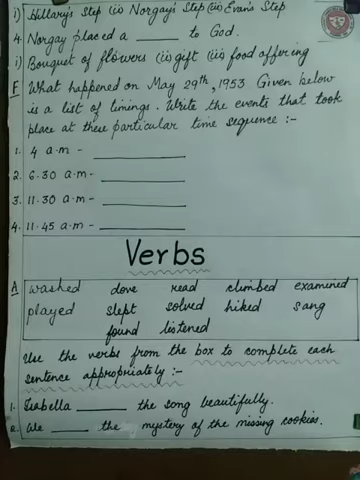 i) Hillary's Step (ii) Norgay's Step (iii) Evan's Step
4. Norgay placed a ______ to God.
i) Bouquet of flowers (ii) gift (iii) food offering
F What happened on May 29th, 1953 Given below
is a list of timings. Write the events that took
place at these particular time sequence :-
1. 4 a.m - ______
2. 6.30 a.m- ______
3. 11.30 a.m- ______
4. 11.45 a.m- ______
Verbs
A washed dove read climbed examined
played slept solved hiked sang
found listened
Use the verbs from the box to complete each
sentence appropriately :-
1. Isabella ______ the song beautifully.
2. We ______ the mystery of the missing cookies.